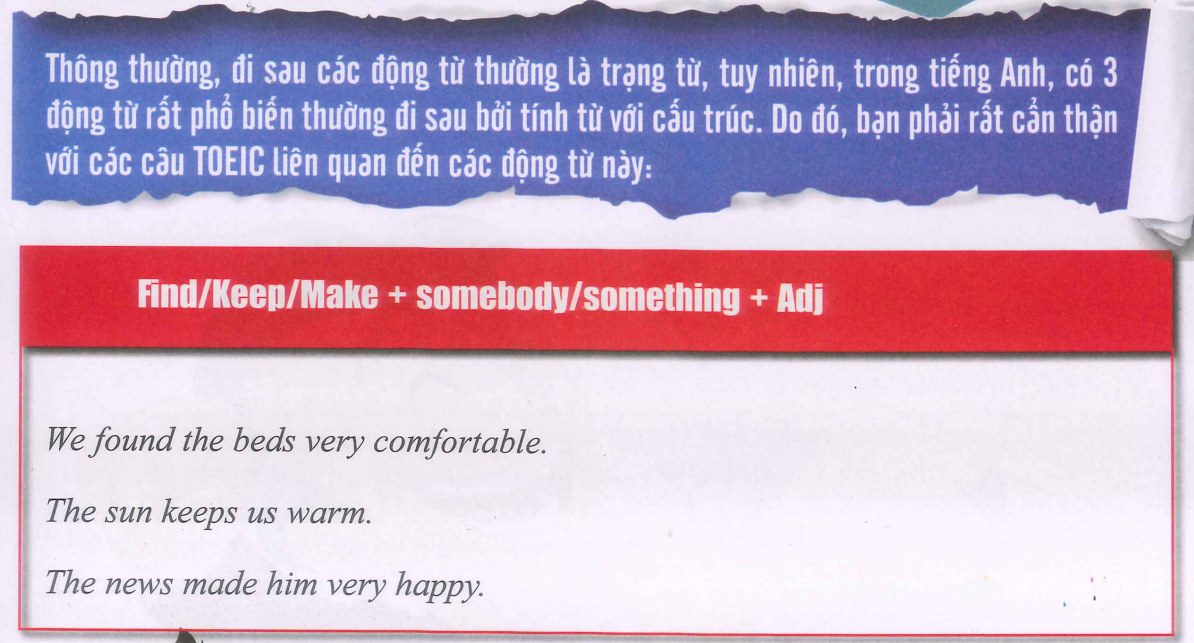 Thông thường, đi sau các động từ thường là trạng từ, tuy nhiên, trong tiếng Anh, có 3
động từ rất phổ biến thường đi sau bởi tính từ với cấu trúc. Do đó, bạn phải rất cẩn thận
với các câu TOEIC liên quan đến các động từ này:
Find/Keep/Make + somebody/something + Adj
We found the beds very comfortable.
The sun keeps us warm.
The news made him very happy.